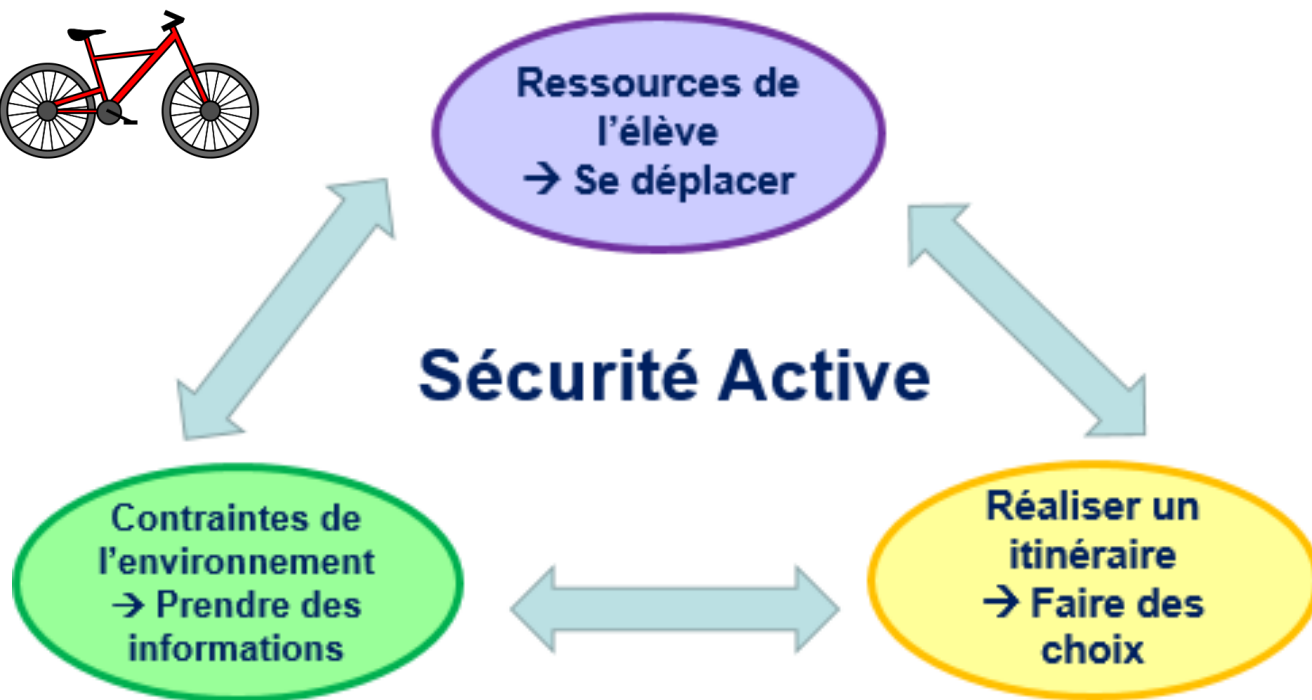 Ressources de
l'élève
→ Se déplacer
Sécurité Active
Contraintes de
l'environnement
→ Prendre des
informations
Réaliser un
itinéraire
→ Faire des
choix